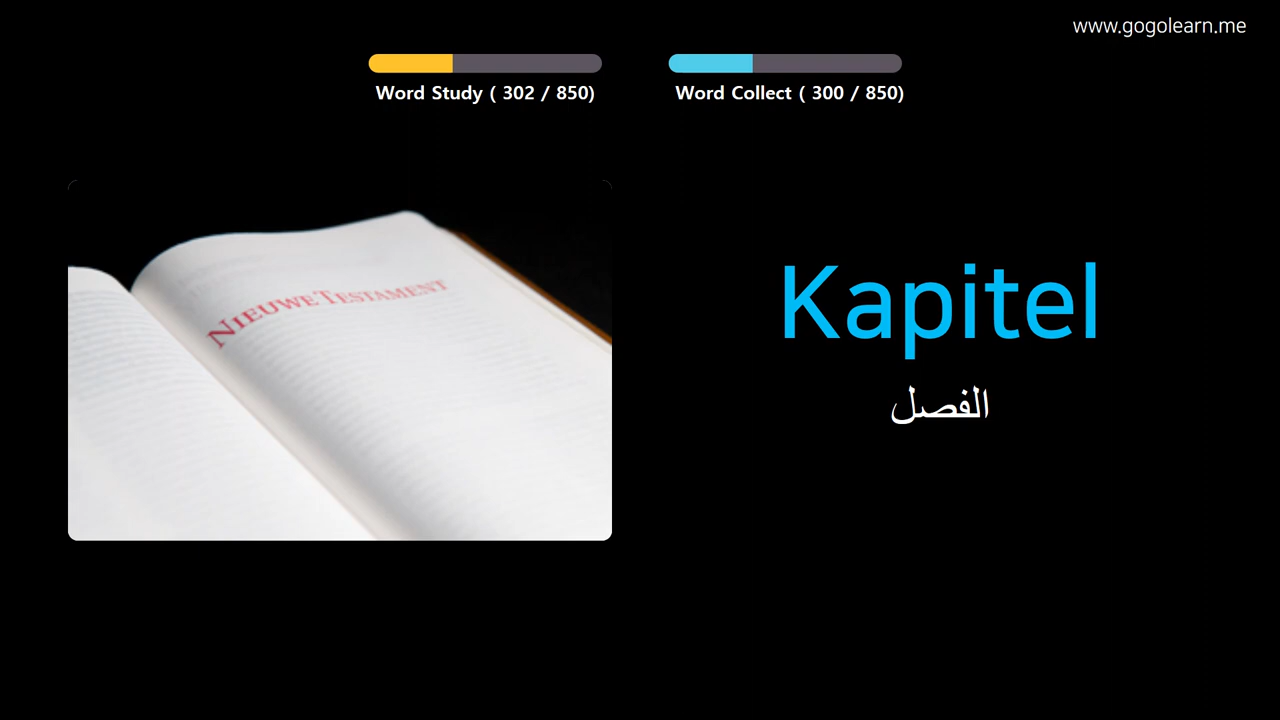 www.gogolearn.me
Word Study ( 302 / 850)
Word Collect ( 300 / 850)
NIEUWE TESTAMENT
Kapitel
الفصل